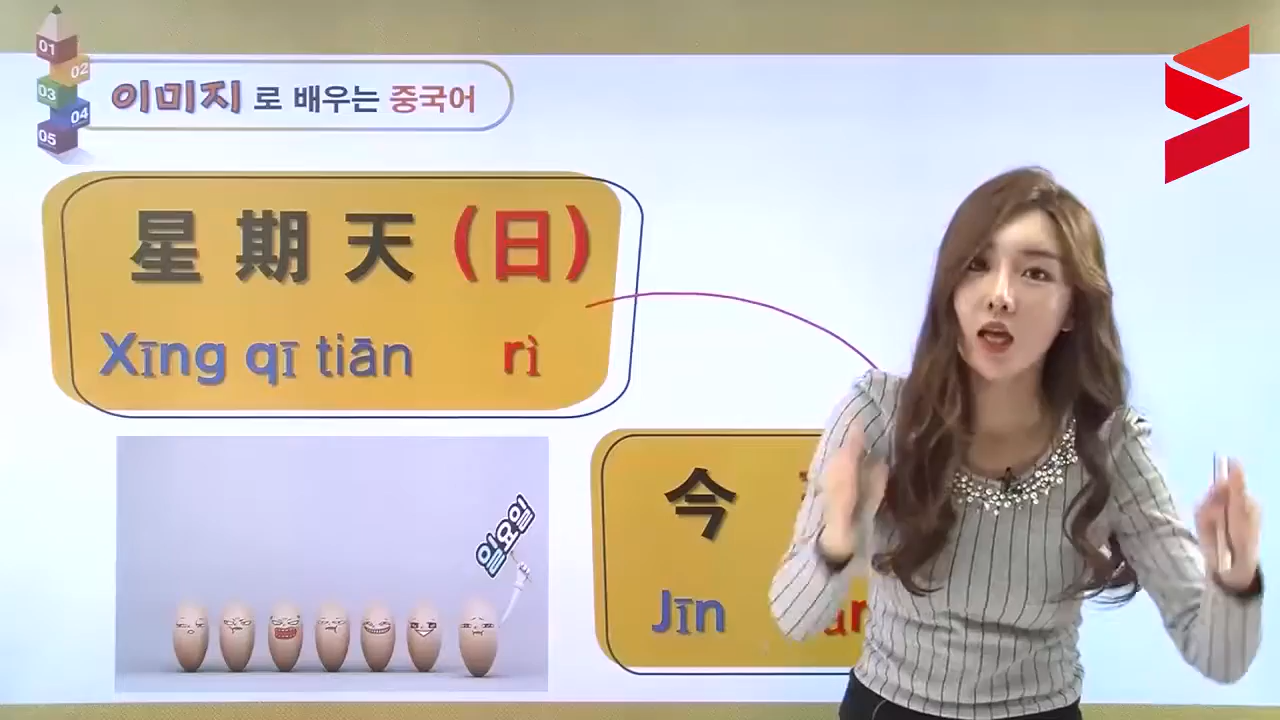 01
02
03
04
05
이미지로 배우는 중국어
星期天(日)
Xīng qī tiān rì
일요일
今
Jīn